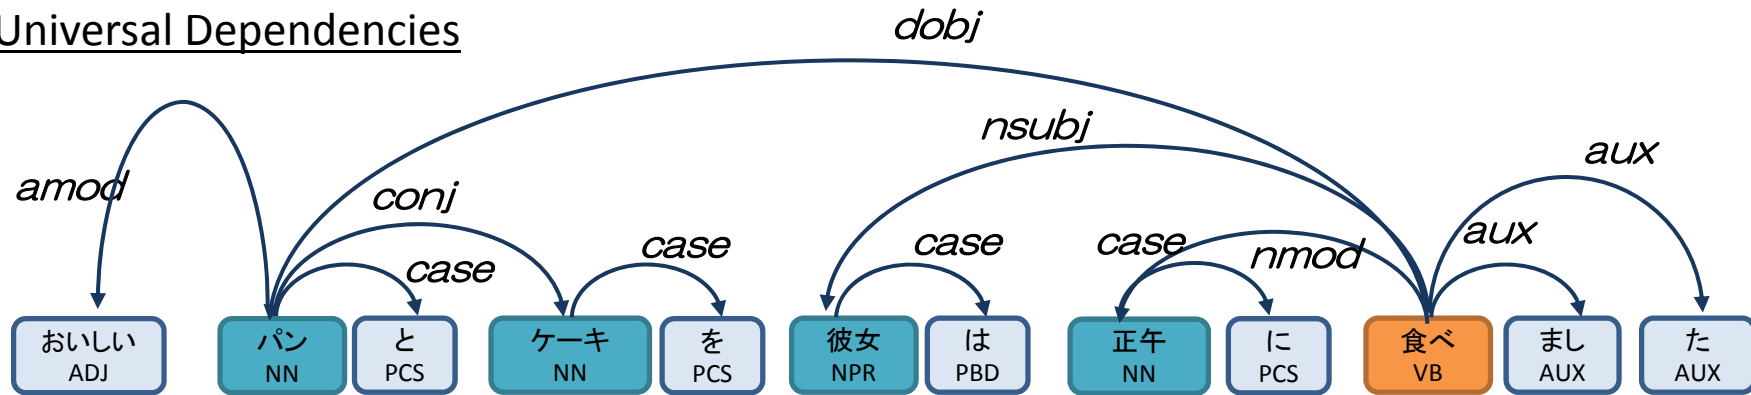 Universal Dependencies
dobj
nsubj
aux
amod
conj
case
case
case
case
nmod
aux
おいしい
ADJ
パン
NN
と
PCS
ケーキ
NN
を
PCS
彼女
NPR
は
PBD
正午
NN
に
PCS
食べ
VB
まし
AUX
た
AUX